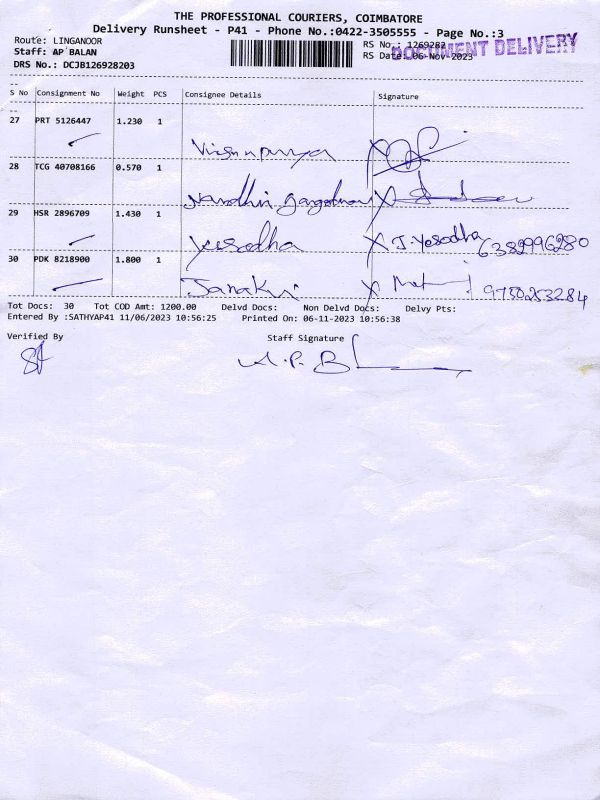 THE PROFESSIONAL COURIERS, COIMBATORE
Delivery Runsheet - P41 - Phone No.:0422-3505555 - Page No.:3
Route: LINGANOOR
RS No.: 1269282
DOCUMENT DELIVERY
Staff: AP BALAN
RS Date: 06-Nov-2023
DRS No.: DCJB126928203
S No Consignment No Weight PCS Consignee Details Signature
27 PRT 5126447 1.230 1
28 TCG 40708166 0.570 1
29 HSR 2896709 1.430 1
Yesodha X J. Yesodha 6382996280
30 PDK 8218900 1.800 1
Janaki X 9750253284
Tot Docs: 30 Tot COD Amt: 1200.00 Delvd Docs: Non Delvd Docs: Delvy Pts:
Entered By :SATHYAP41 11/06/2023 10:56:25 Printed On: 06-11-2023 10:56:38
Verified By Staff Signature